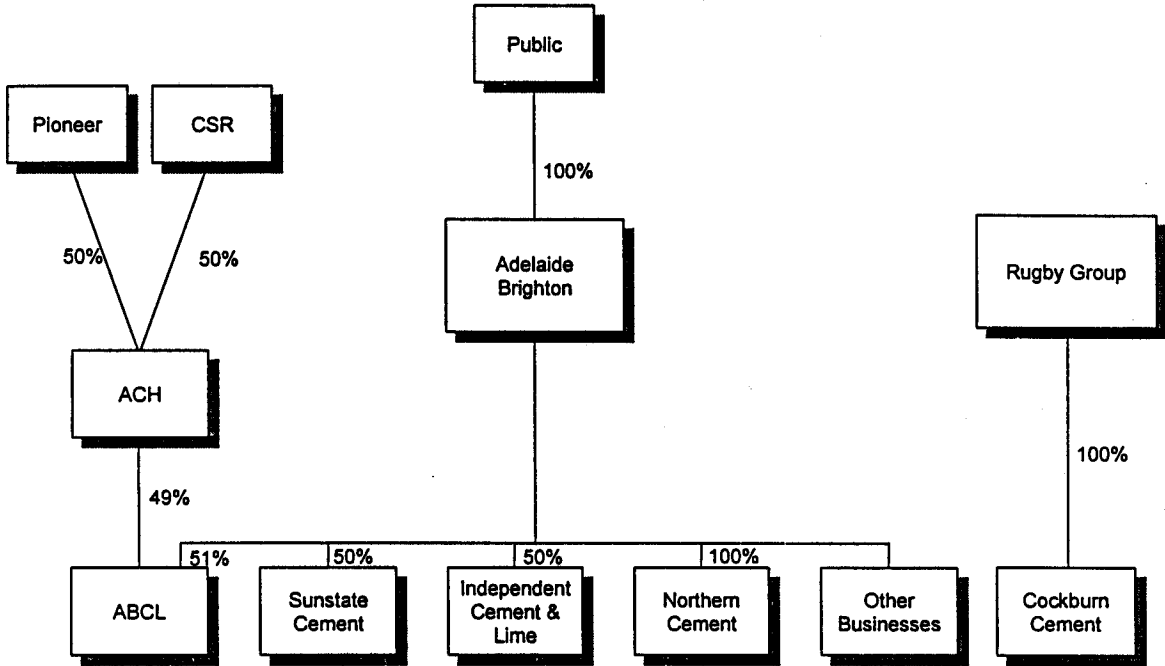 Public
Pioneer
CSR
100%
50%
50%
Adelaide
Brighton
Rugby Group
ACH
49%
100%
51%
50%
50%
100%
ABCL
Sunstate
Cement
Independent
Cement &
Lime
Northern
Cement
Other
Businesses
Cockburn
Cement